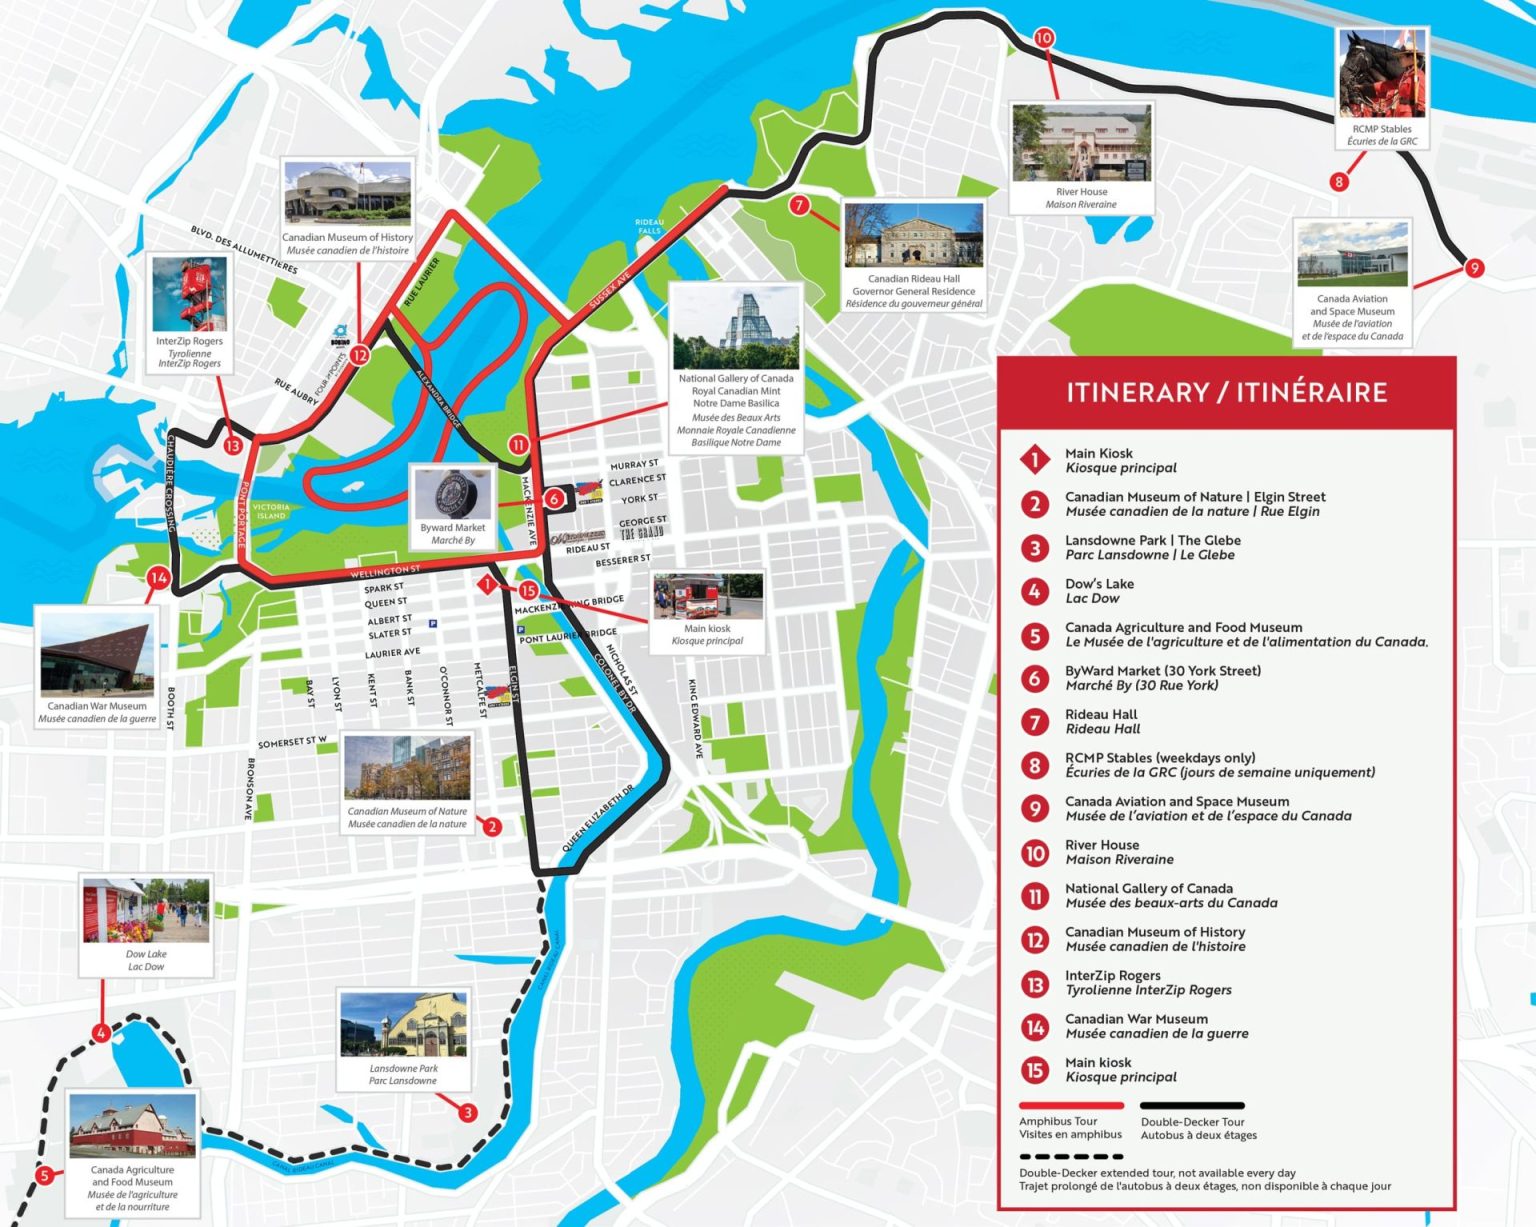 10
RCMP Stables
Écuries de la GRC
8
River House
Maison Riveraine
Canadian Museum of History
Musée canadien de l'histoire
7
RIDEAU
FALLS
BLVD. DES ALLUMETTIÈRES
RUE LAURIER
SUSSEX AVE
Canadian Rideau Hall
Governor General Residence
Résidence du gouverneur général
9
Canada Aviation
and Space Museum
Musée de l'aviation
et de l'espace du Canada
InterZip Rogers
Tyrolienne
InterZip Rogers
12
FOUR POINTS
RUE AUBRY
ALEXANDRA BRIDGE
National Gallery of Canada
Royal Canadian Mint
Notre Dame Basilica
Musée des Beaux Arts
Monnaie Royale Canadienne
Basilique Notre Dame
13
11
CHAUDIÈRE CROSSING
PONT PORTAGE
VICTORIA
ISLAND
MACKENZIE AVE
6
Byward Market
Marché By
MURRAY ST
CLARENCE ST
YORK ST
GEORGE ST
THE GRAND
RIDEAU ST
BESSERER ST
14
WELLINGTON ST
SPARK ST
QUEEN ST
ALBERT ST
SLATER ST
LAURIER AVE
P
1
15
MACKENZIE KING BRIDGE
P
PONT LAURIER BRIDGE
Main kiosk
Kiosque principal
Canadian War Museum
Musée canadien de la guerre
BOOTH ST
BAY ST
LYON ST
KENT ST
BANK ST
O'CONNOR ST
METCALFE ST
ELGIN ST
NICHOLAS ST
COLONEL BY DR
KING EDWARD AVE
SOMERSET ST W
BRONSON AVE
Canadian Museum of Nature
Musée canadien de la nature
2
QUEEN ELIZABETH DR
Dow Lake
Lac Dow
4
CANAL RIDEAU CANAL
Lansdowne Park
Parc Lansdowne
3
CANAL RIDEAU CANAL
5
Canada Agriculture
and Food Museum
Musée de l'agriculture
et de la nourriture
ITINERARY / ITINÉRAIRE
1 Main Kiosk
Kiosque principal
2 Canadian Museum of Nature | Elgin Street
Musée canadien de la nature | Rue Elgin
3 Lansdowne Park | The Glebe
Parc Lansdowne | Le Glebe
4 Dow's Lake
Lac Dow
5 Canada Agriculture and Food Museum
Le Musée de l'agriculture et de l'alimentation du Canada.
6 ByWard Market (30 York Street)
Marché By (30 Rue York)
7 Rideau Hall
Rideau Hall
8 RCMP Stables (weekdays only)
Écuries de la GRC (jours de semaine uniquement)
9 Canada Aviation and Space Museum
Musée de l'aviation et de l'espace du Canada
10 River House
Maison Riveraine
11 National Gallery of Canada
Musée des beaux-arts du Canada
12 Canadian Museum of History
Musée canadien de l'histoire
13 InterZip Rogers
Tyrolienne InterZip Rogers
14 Canadian War Museum
Musée canadien de la guerre
15 Main kiosk
Kiosque principal
Amphibus Tour
Visites en amphibus
Double-Decker Tour
Autobus à deux étages
Double-Decker extended tour, not available every day
Trajet prolongé de l'autobus à deux étages, non disponible à chaque jour